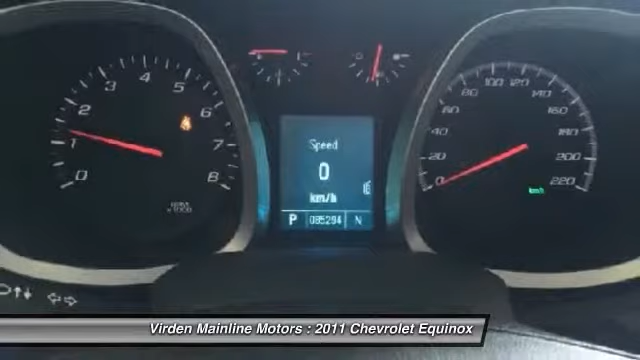 0 1 2 3 4 5 6 7 8
RPM
x1000
Speed
0
km/h
P 085294 N
0 20 40 60 80 100 120 140 160 180 200 220
km/h
Virden Mainline Motors : 2011 Chevrolet Equinox